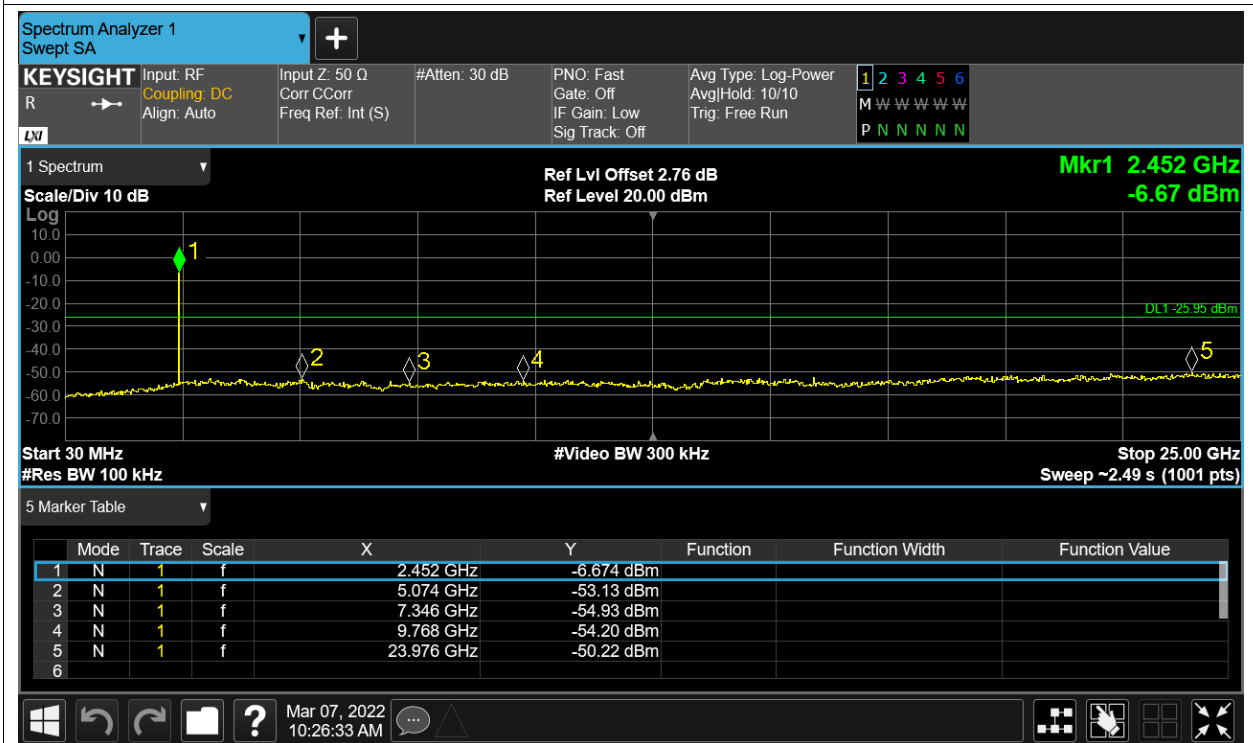 Spectrum Analyzer 1
Swept SA
KEYSIGHT
R
LXI
Input: RF
Coupling: DC
Align: Auto
Input Z: 50 Ω
Corr CCorr
Freq Ref: Int (S)
#Atten: 30 dB
PNO: Fast
Gate: Off
IF Gain: Low
Sig Track: Off
Avg Type: Log-Power
Avg|Hold: 10/10
Trig: Free Run
1 2 3 4 5 6
M W W W W W
P N N N N N
1 Spectrum
Scale/Div 10 dB
Ref Lvl Offset 2.76 dB
Ref Level 20.00 dBm
Mkr1 2.452 GHz
-6.67 dBm
Log
10.0
0.00
-10.0
-20.0
-30.0
-40.0
-50.0
-60.0
-70.0
1
2
3
4
5
DL1 -25.95 dBm
Start 30 MHz
#Video BW 300 kHz
Stop 25.00 GHz
#Res BW 100 kHz
Sweep ~2.49 s (1001 pts)
5 Marker Table
Mode Trace Scale X Y Function Function Width Function Value
1 N 1 f 2.452 GHz -6.674 dBm
2 N 1 f 5.074 GHz -53.13 dBm
3 N 1 f 7.346 GHz -54.93 dBm
4 N 1 f 9.768 GHz -54.20 dBm
5 N 1 f 23.976 GHz -50.22 dBm
6
?
Mar 07, 2022
10:26:33 AM